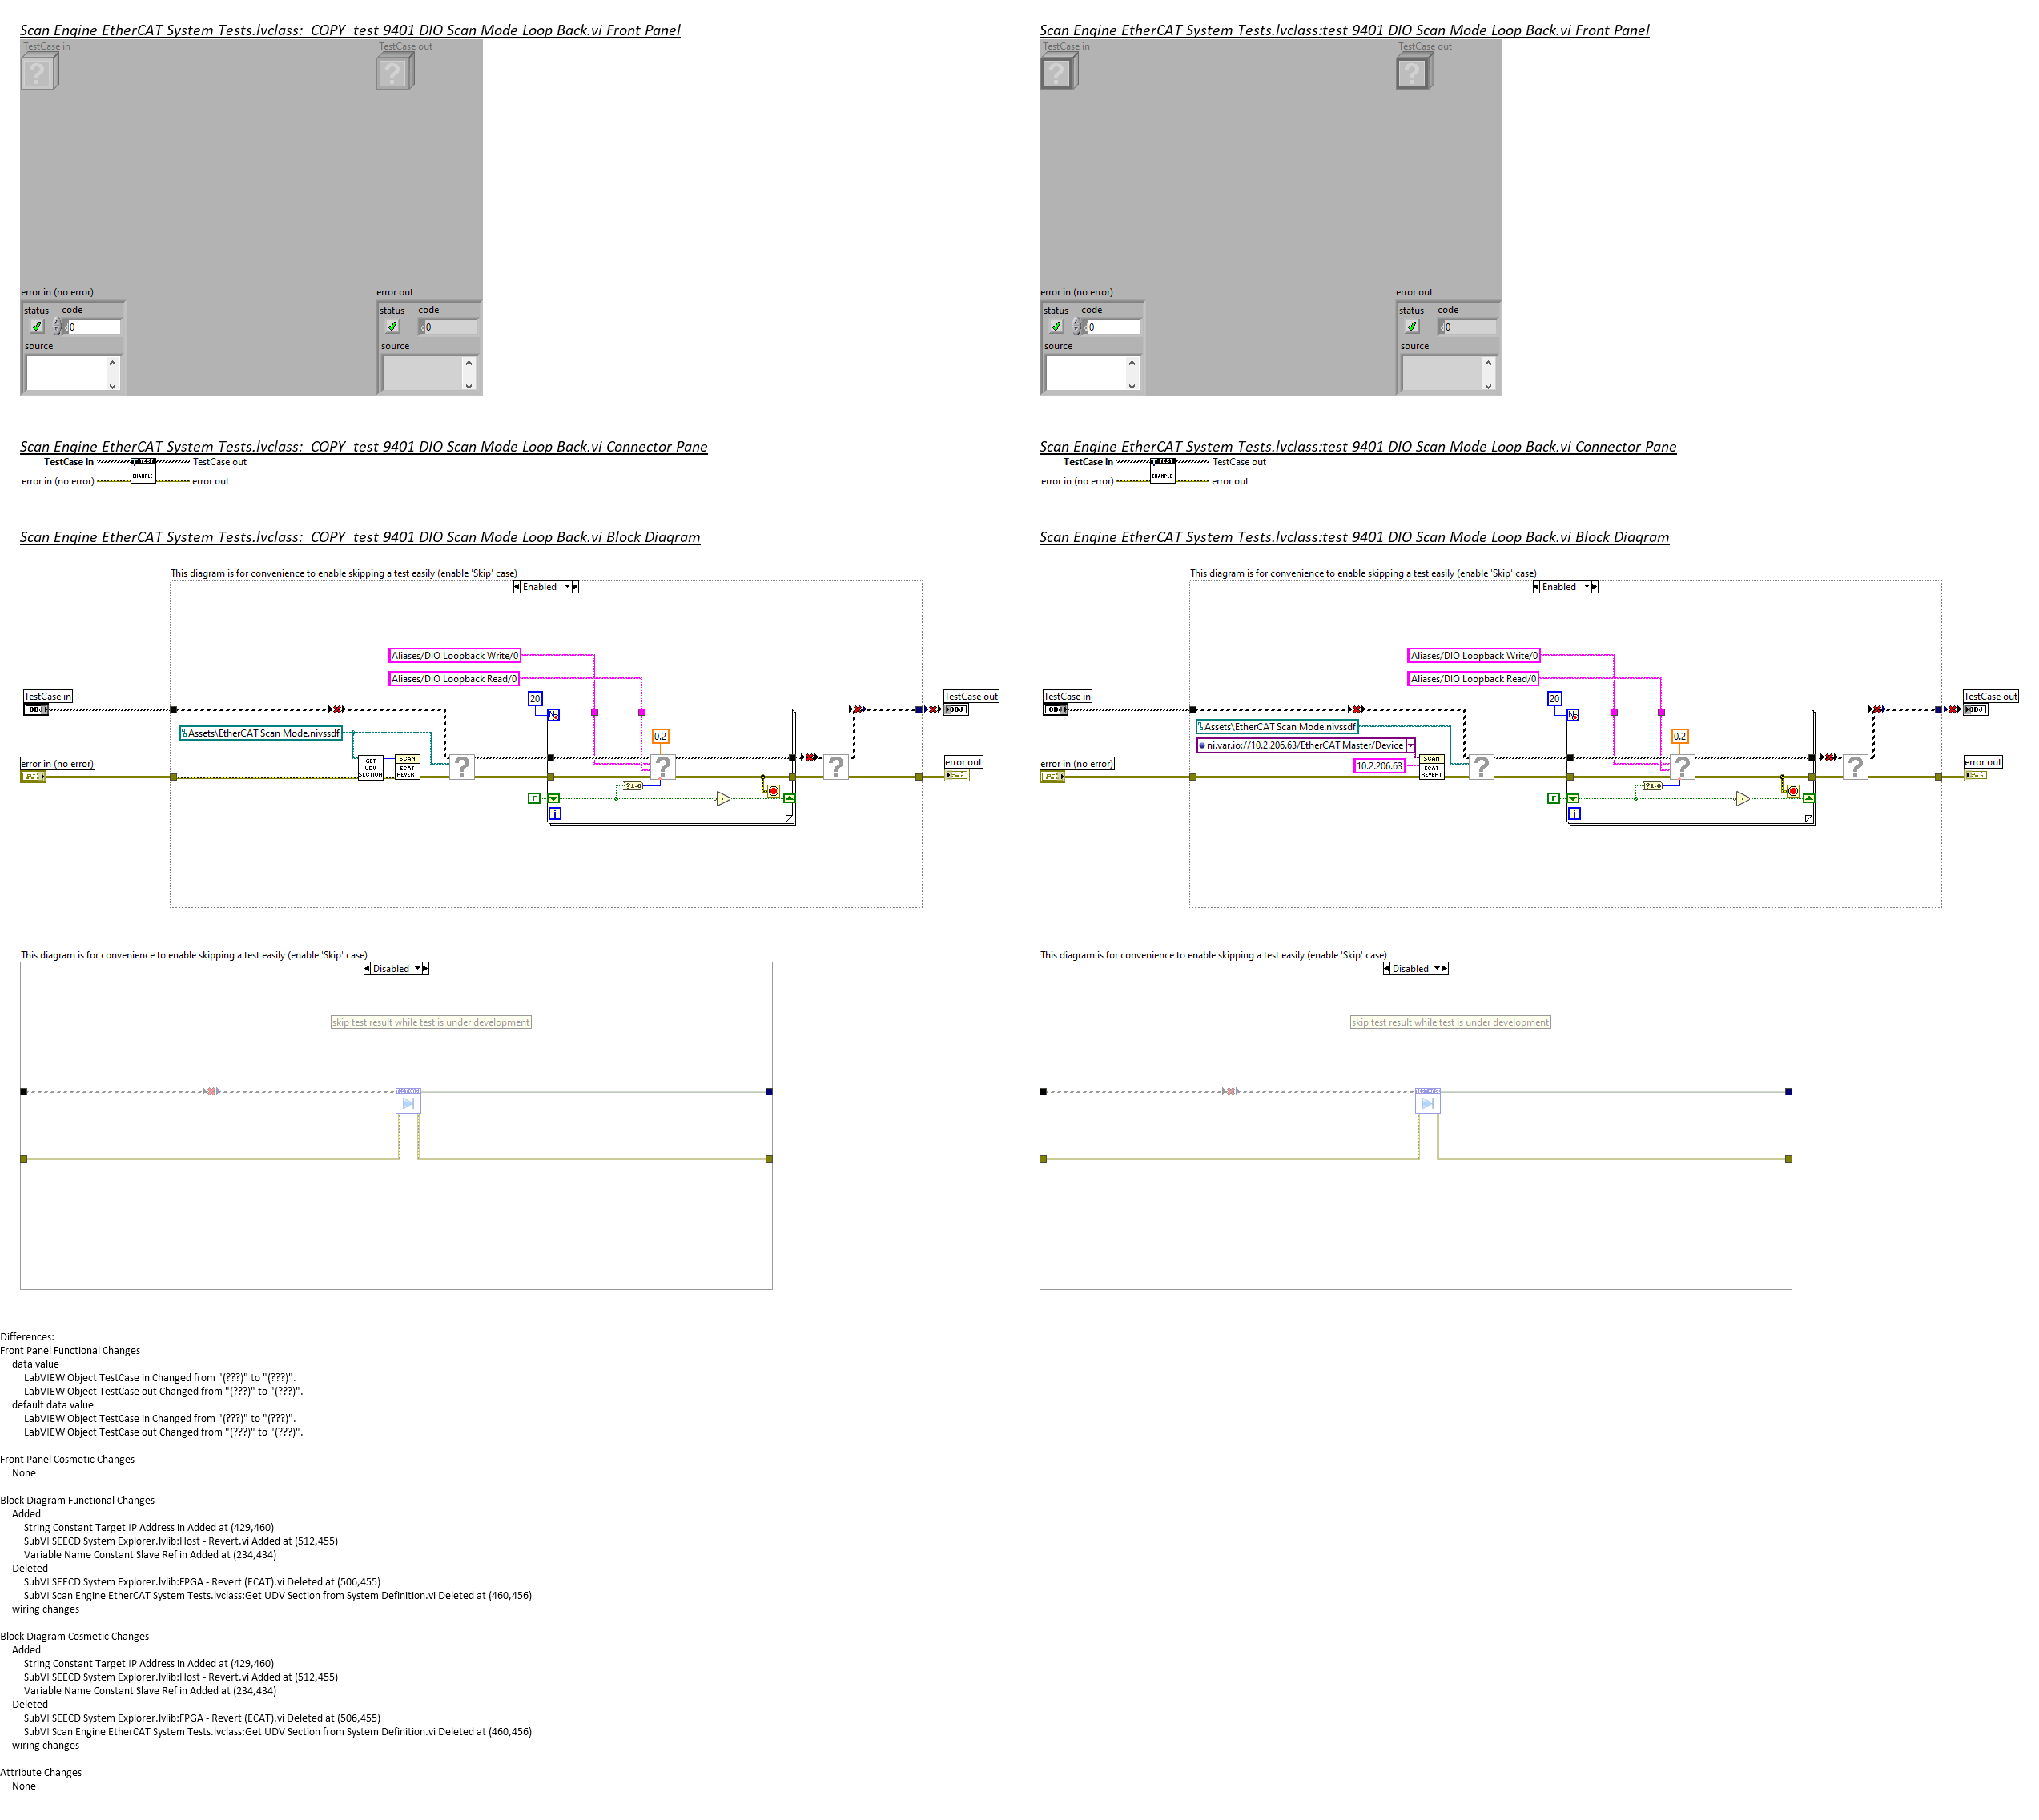 Scan Engine EtherCAT System Tests.lvclass:_COPY_test 9401 DIO Scan Mode Loop Back.vi Front Panel
TestCase in
TestCase out
error in (no error)
error out
status code
0
status code
0
source
source
Scan Engine EtherCAT System Tests.lvclass:test 9401 DIO Scan Mode Loop Back.vi Front Panel
TestCase in
TestCase out
error in (no error)
error out
status code
0
status code
0
source
source
Scan Engine EtherCAT System Tests.lvclass:_COPY_test 9401 DIO Scan Mode Loop Back.vi Connector Pane
TestCase in
TEST
EXAMPLE
TestCase out
error in (no error)
error out
Scan Engine EtherCAT System Tests.lvclass:test 9401 DIO Scan Mode Loop Back.vi Connector Pane
TestCase in
TEST
EXAMPLE
TestCase out
error in (no error)
error out
Scan Engine EtherCAT System Tests.lvclass:_COPY_test 9401 DIO Scan Mode Loop Back.vi Block Diagram
This diagram is for convenience to enable skipping a test easily (enable 'Skip' case)
Enabled
Aliases/DIO Loopback Write/0
Aliases/DIO Loopback Read/0
TestCase in
OBJ
20
N
TestCase out
OBJ
Assets\EtherCAT Scan Mode.nivssdf
0.2
error in (no error)
GET
UDV
SECTION
SCAN
ECAT
REVERT
?
?
?
error out
?1:0
F
i
Scan Engine EtherCAT System Tests.lvclass:test 9401 DIO Scan Mode Loop Back.vi Block Diagram
This diagram is for convenience to enable skipping a test easily (enable 'Skip' case)
Enabled
Aliases/DIO Loopback Write/0
Aliases/DIO Loopback Read/0
TestCase in
OBJ
20
N
TestCase out
OBJ
Assets\EtherCAT Scan Mode.nivssdf
ni.var.io://10.2.206.63/EtherCAT Master/Device
0.2
error in (no error)
10.2.206.63
SCAN
ECAT
REVERT
?
?
?
error out
?1:0
F
i
This diagram is for convenience to enable skipping a test easily (enable 'Skip' case)
Disabled
skip test result while test is under development
This diagram is for convenience to enable skipping a test easily (enable 'Skip' case)
Disabled
skip test result while test is under development
Differences:
Front Panel Functional Changes
data value
LabVIEW Object TestCase in Changed from "(???)" to "(???)".
LabVIEW Object TestCase out Changed from "(???)" to "(???)".
default data value
LabVIEW Object TestCase in Changed from "(???)" to "(???)".
LabVIEW Object TestCase out Changed from "(???)" to "(???)".
Front Panel Cosmetic Changes
None
Block Diagram Functional Changes
Added
String Constant Target IP Address in Added at (429,460)
SubVI SEECD System Explorer.lvlib:Host - Revert.vi Added at (512,455)
Variable Name Constant Slave Ref in Added at (234,434)
Deleted
SubVI SEECD System Explorer.lvlib:FPGA - Revert (ECAT).vi Deleted at (506,455)
SubVI Scan Engine EtherCAT System Tests.lvclass:Get UDV Section from System Definition.vi Deleted at (460,456)
wiring changes
Block Diagram Cosmetic Changes
Added
String Constant Target IP Address in Added at (429,460)
SubVI SEECD System Explorer.lvlib:Host - Revert.vi Added at (512,455)
Variable Name Constant Slave Ref in Added at (234,434)
Deleted
SubVI SEECD System Explorer.lvlib:FPGA - Revert (ECAT).vi Deleted at (506,455)
SubVI Scan Engine EtherCAT System Tests.lvclass:Get UDV Section from System Definition.vi Deleted at (460,456)
wiring changes
Attribute Changes
None